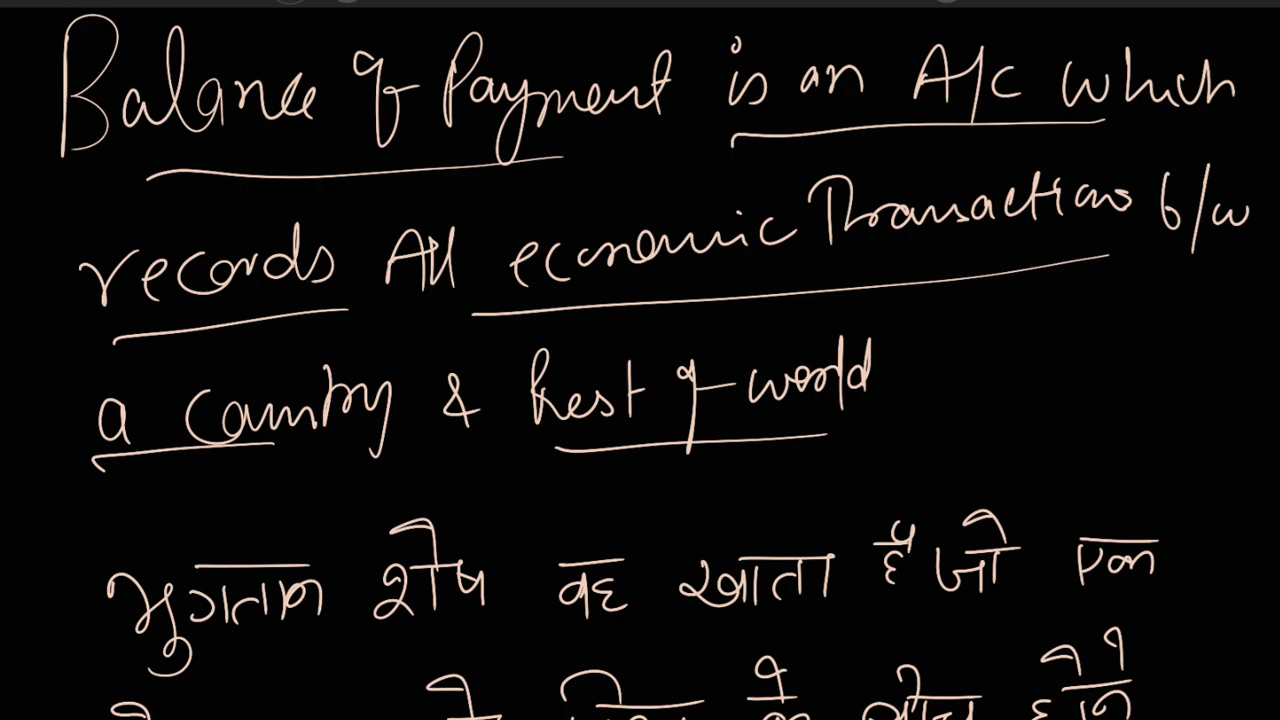 Balance of Payment is an A/c which
records All economic Transactions b/w
a Country & Rest of world
भुगतान शेष वह खाता है जो एक